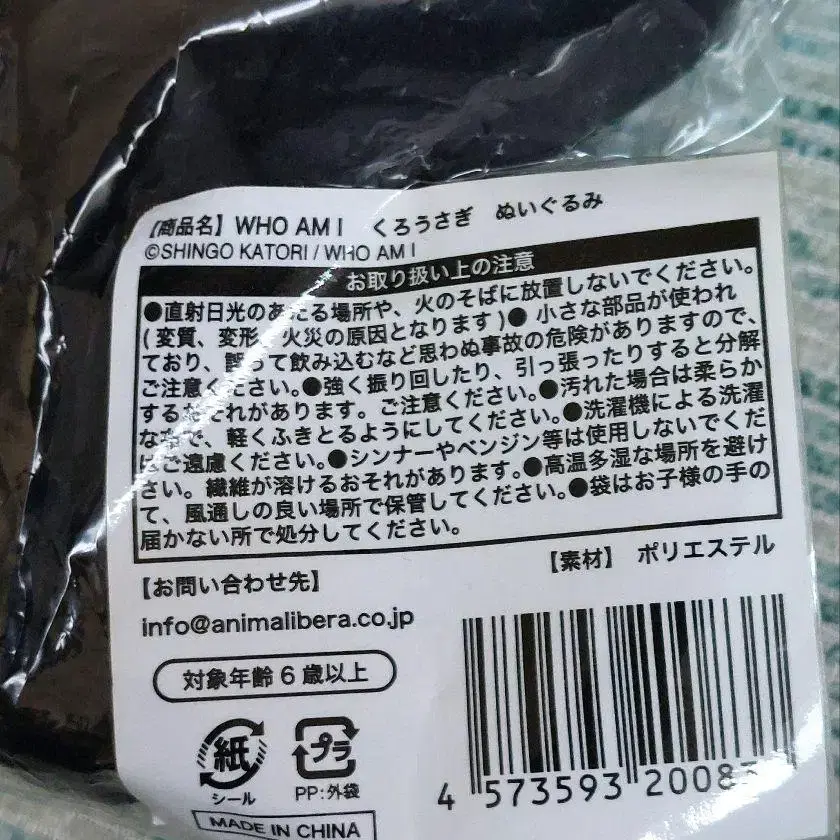 【商品名】WHO AM I くろうさぎ ぬいぐるみ
©SHINGO KATORI / WHO AM I
お取り扱い上の注意
●直射日光のあたる場所や、火のそばに放置しないでください。
(変質、変形、火災の原因となります)● 小さな部品が使われ
ており、誤って飲み込むなど思わぬ事故の危険がありますので、
ご注意ください。●強く振り回したり、引っ張ったりすると分解
するおそれがあります。ご注意ください。●汚れた場合は柔らか
な布で、軽くふきとるようにしてください。●洗濯機による洗濯
はご遠慮ください。●シンナーやベンジン等は使用しないでくだ
さい。繊維が溶けるおそれがあります。●高温多湿な場所を避け
て、風通しの良い場所で保管してください。●袋はお子様の手の
届かない所で処分してください。
【素材】 ポリエステル
【お問い合わせ先】
info@animalibera.co.jp
対象年齢 6 歳以上
紙
シール
プラ
PP:外袋
4 573593 20083
MADE IN CHINA